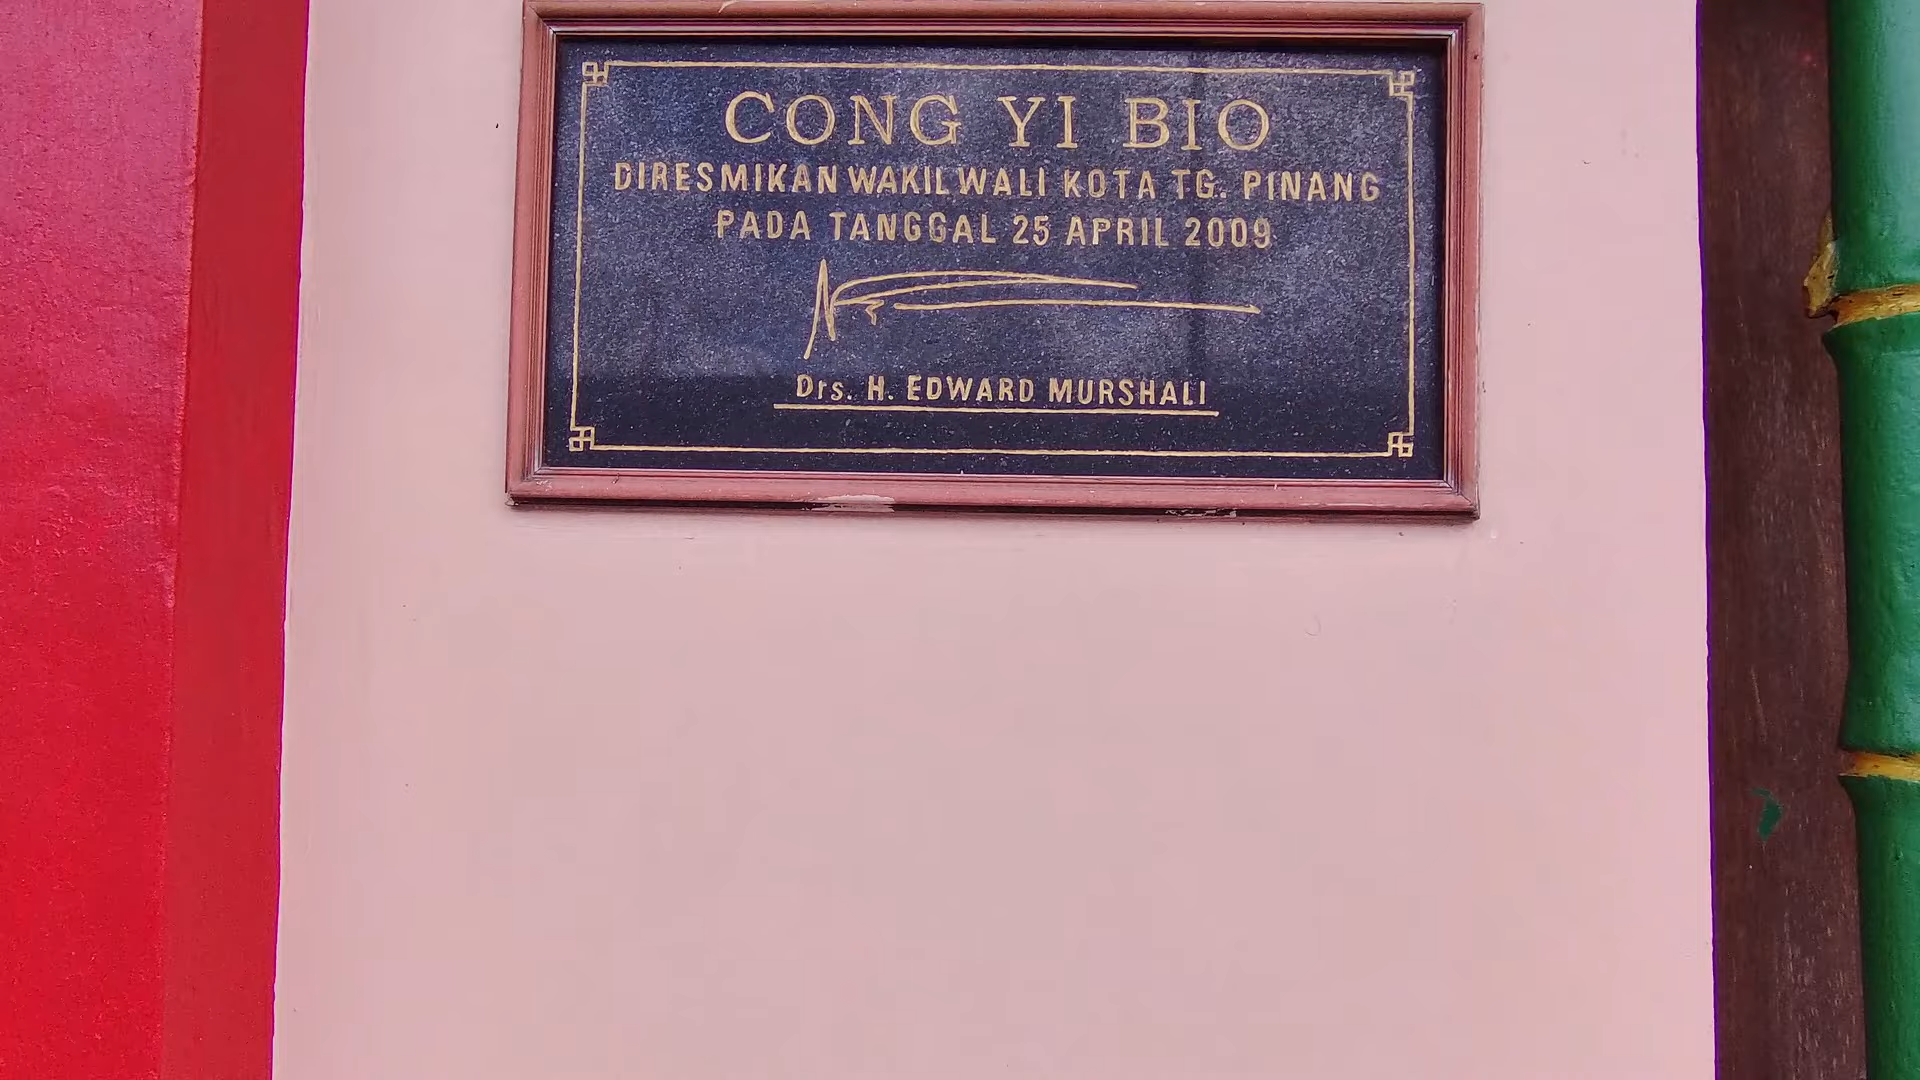 CONG YI BIO
DIRESMIKAN WAKIL WALI KOTA TG. PINANG
PADA TANGGAL 25 APRIL 2009
Drs. H. EDWARD MURSHALI